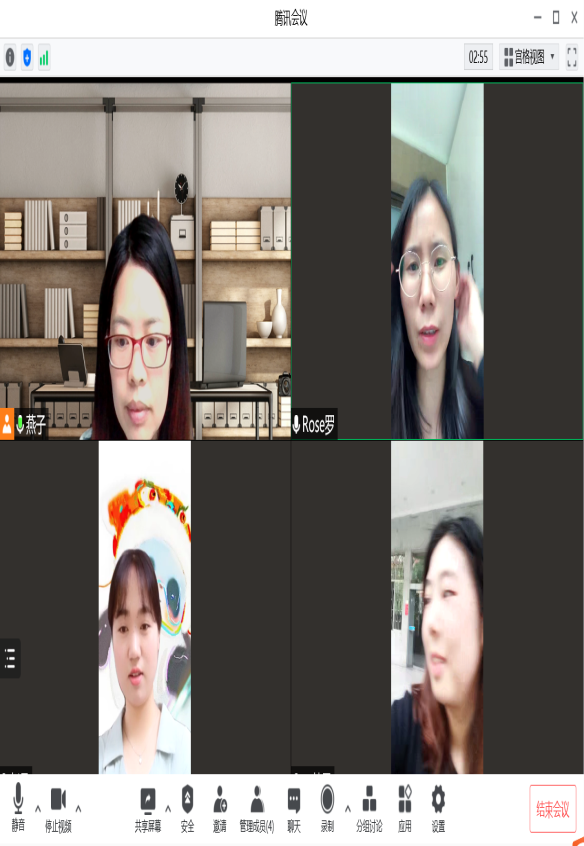 腾讯会议
02:55
宫格视图
燕子
Rose罗
静音
停止视频
共享屏幕
安全
邀请
管理成员(4)
聊天
录制
分组讨论
应用
设置
结束会议